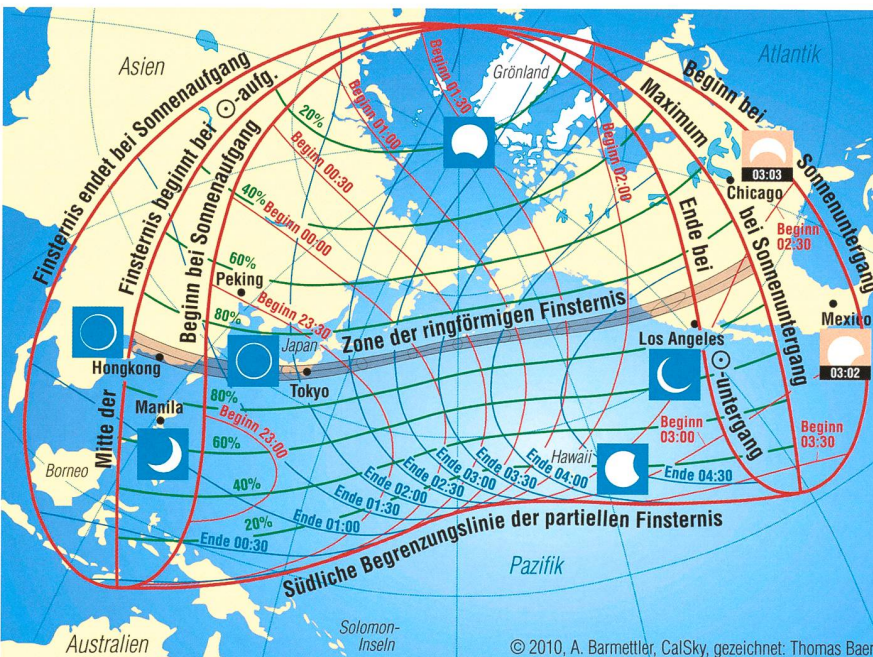 Asien
Grönland
Atlantik
Finsternis endet bei Sonnenaufgang
Finsternis beginnt bei ☉-aufg.
Beginn bei Sonnenaufgang
Mitte der
20%
40%
60%
80%
Beginn 01:30
Beginn 01:00
Beginn 00:30
Beginn 00:00
Beginn 23:30
Beginn 23:00
Beginn 02:00
Maximum
bei Sonnenuntergang
Beginn bei
Sonnenuntergang
Ende bei
☉-untergang
03:03
Chicago
Beginn
02:30
Peking
Japan
Zone der ringförmigen Finsternis
Hongkong
Tokyo
Los Angeles
Mexico
03:02
Manila
Borneo
80%
60%
40%
20%
Hawaii
Beginn
03:00
Beginn
03:30
Ende 00:30
Ende 01:00
Ende 01:30
Ende 02:00
Ende 02:30
Ende 03:00
Ende 03:30
Ende 04:00
Ende 04:30
Südliche Begrenzungslinie der partiellen Finsternis
Pazifik
Australien
Solomon-
Inseln
© 2010, A. Barmettler, CalSky, gezeichnet: Thomas Baer